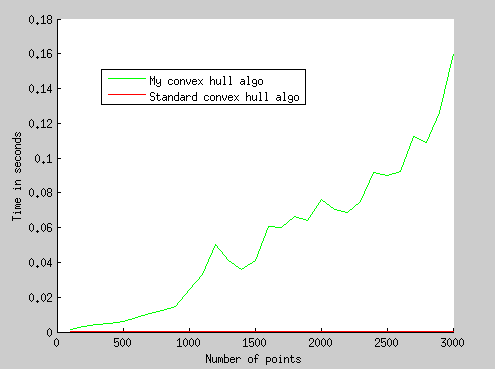 0.18
0.16
0.14
0.12
0.1
0.08
0.06
0.04
0.02
0
Time in seconds
My convex hull algo
Standard convex hull algo
0 500 1000 1500 2000 2500 3000
Number of points